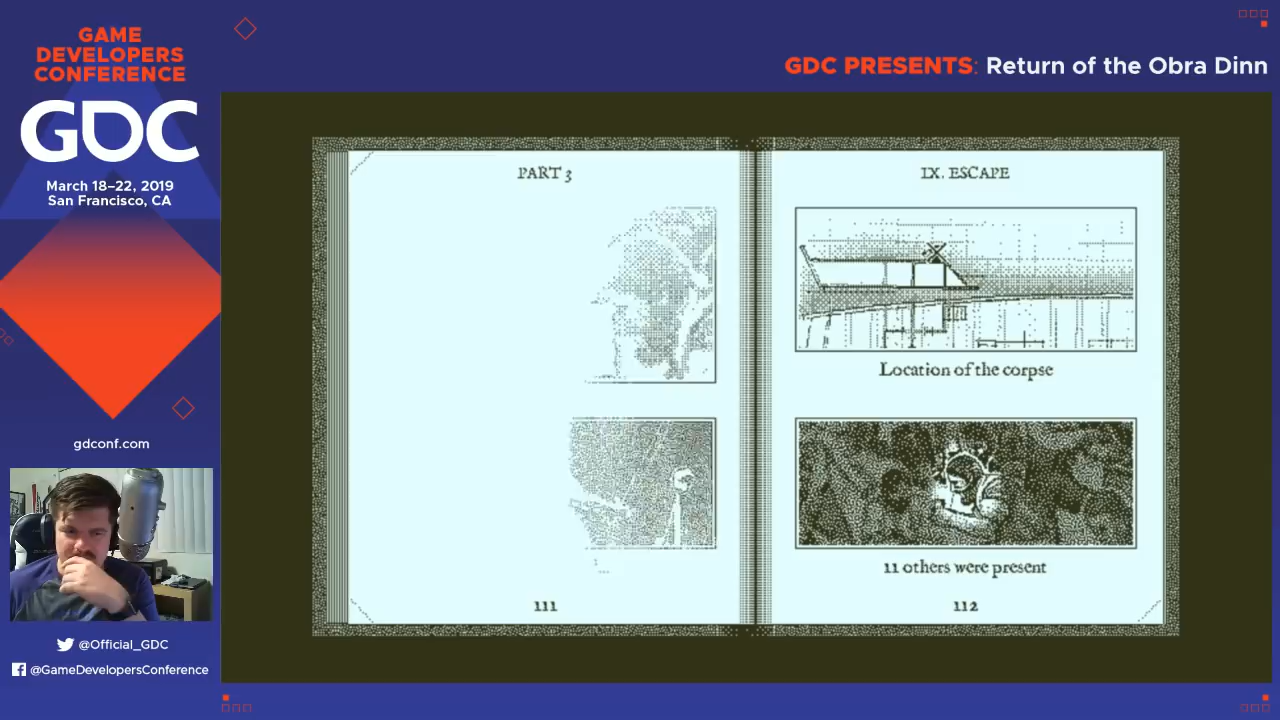 GAME
DEVELOPERS
CONFERENCE
GDC
March 18–22, 2019
San Francisco, CA
gdconf.com
@Official_GDC
@GameDevelopersConference
GDC PRESENTS: Return of the Obra Dinn
PART 3
111
IX. ESCAPE
Location of the corpse
11 others were present
112